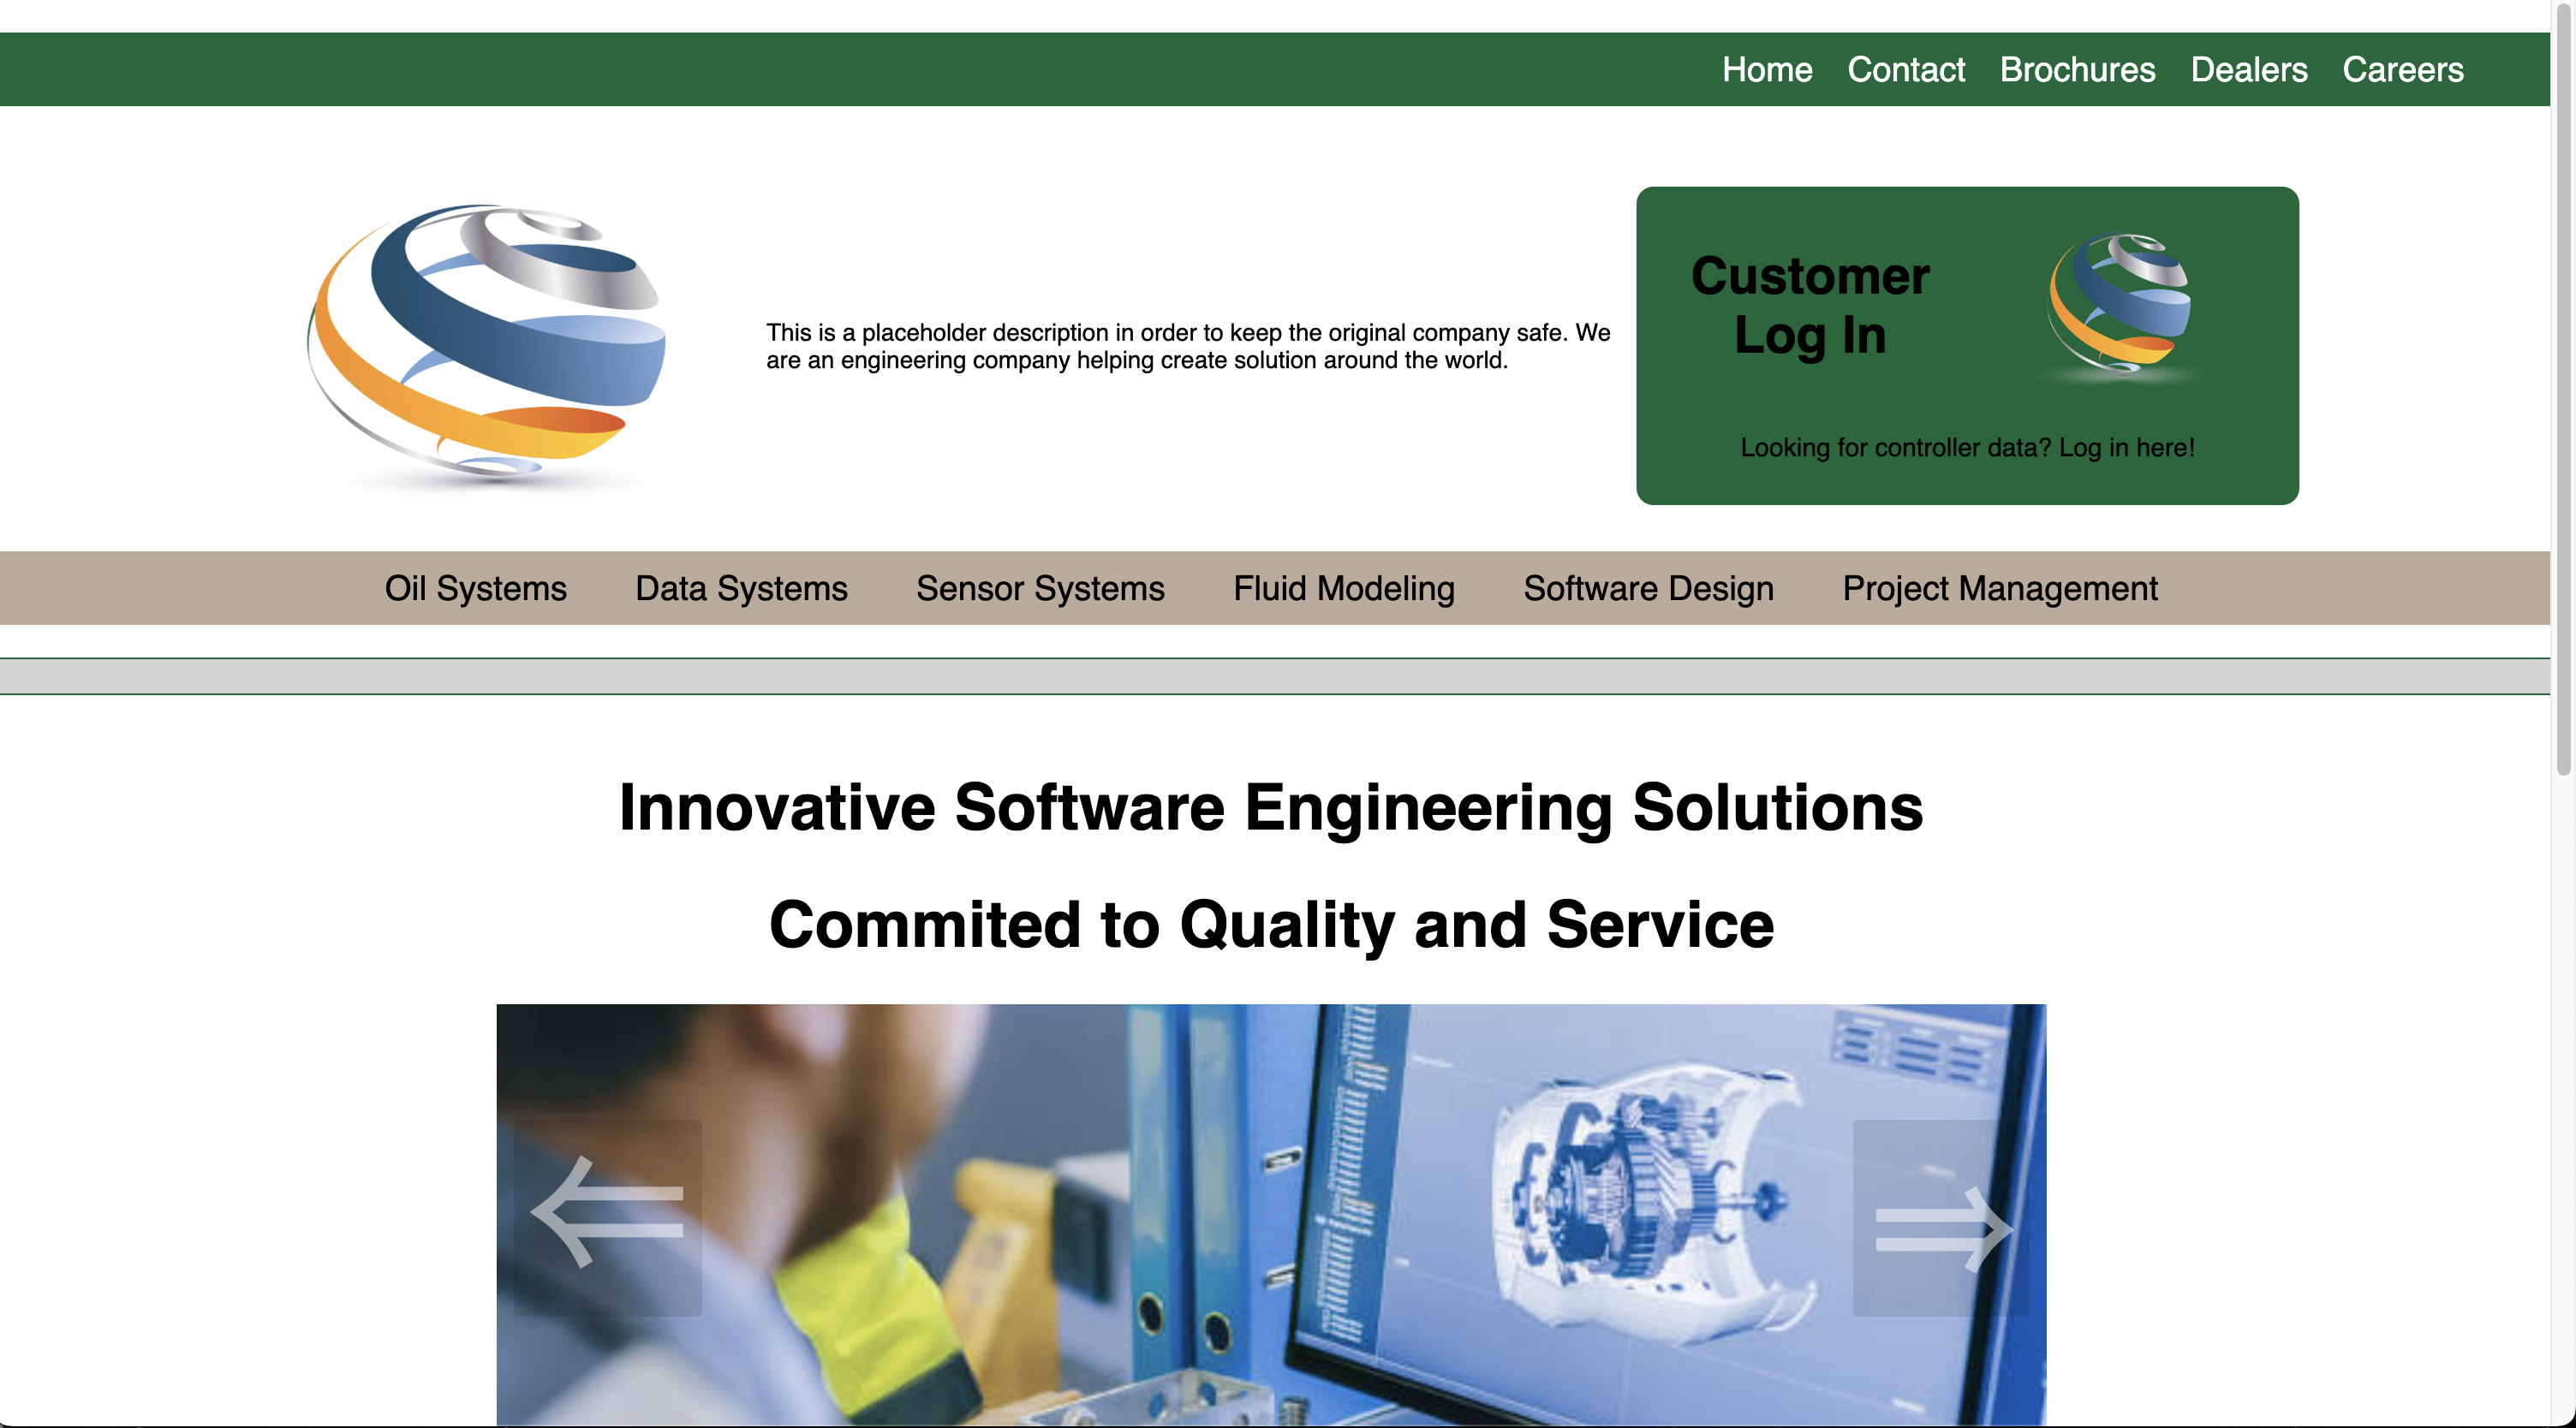 Home Contact Brochures Dealers Careers
This is a placeholder description in order to keep the original company safe. We
are an engineering company helping create solution around the world.
Customer
Log In
Looking for controller data? Log in here!
Oil Systems Data Systems Sensor Systems Fluid Modeling Software Design Project Management
Innovative Software Engineering Solutions
Commited to Quality and Service